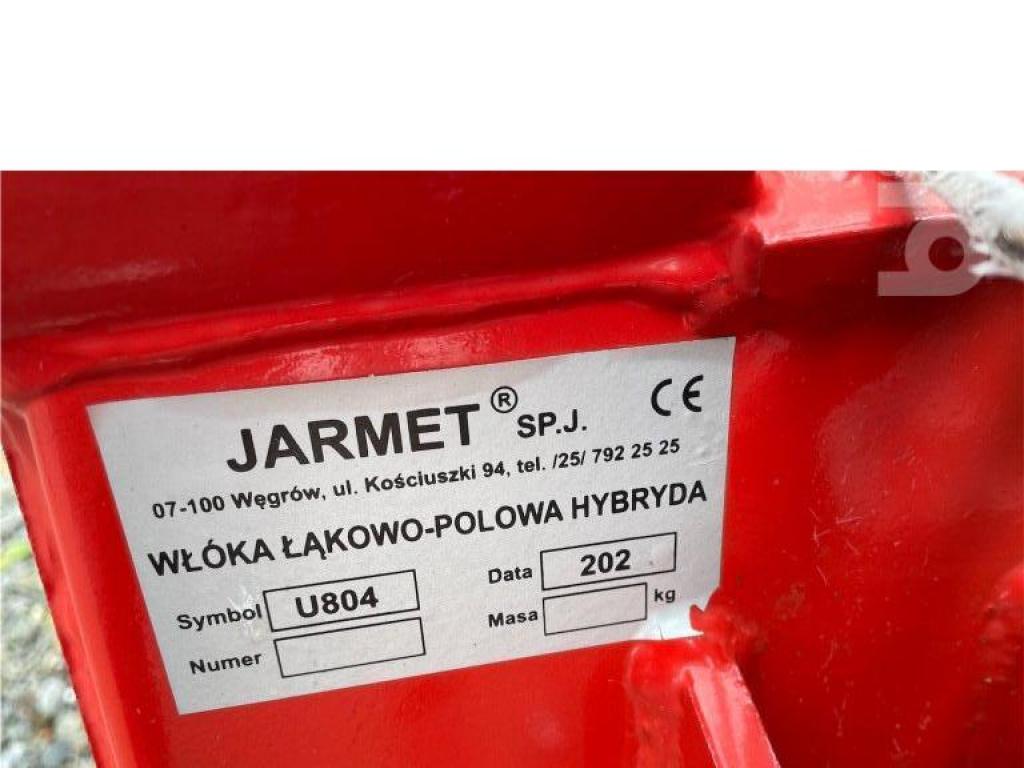 JARMET® SP.J. CE
07-100 Węgrów, ul. Kościuszki 94, tel. /25/ 792 25 25
WŁÓKA ŁĄKOWO-POLOWA HYBRYDA
Symbol U804 Data 202
Numer Masa kg